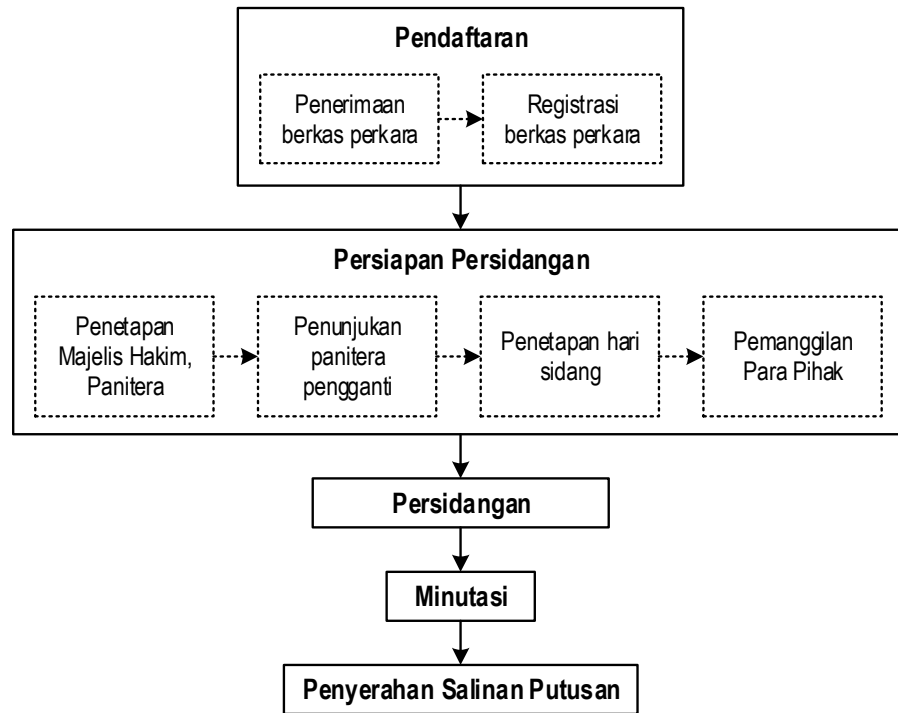 Pendaftaran
Penerimaan
berkas perkara
Registrasi
berkas perkara
Persiapan Persidangan
Penetapan
Majelis Hakim,
Panitera
Penunjukan
panitera
pengganti
Penetapan hari
sidang
Pemanggilan
Para Pihak
Persidangan
Minutasi
Penyerahan Salinan Putusan